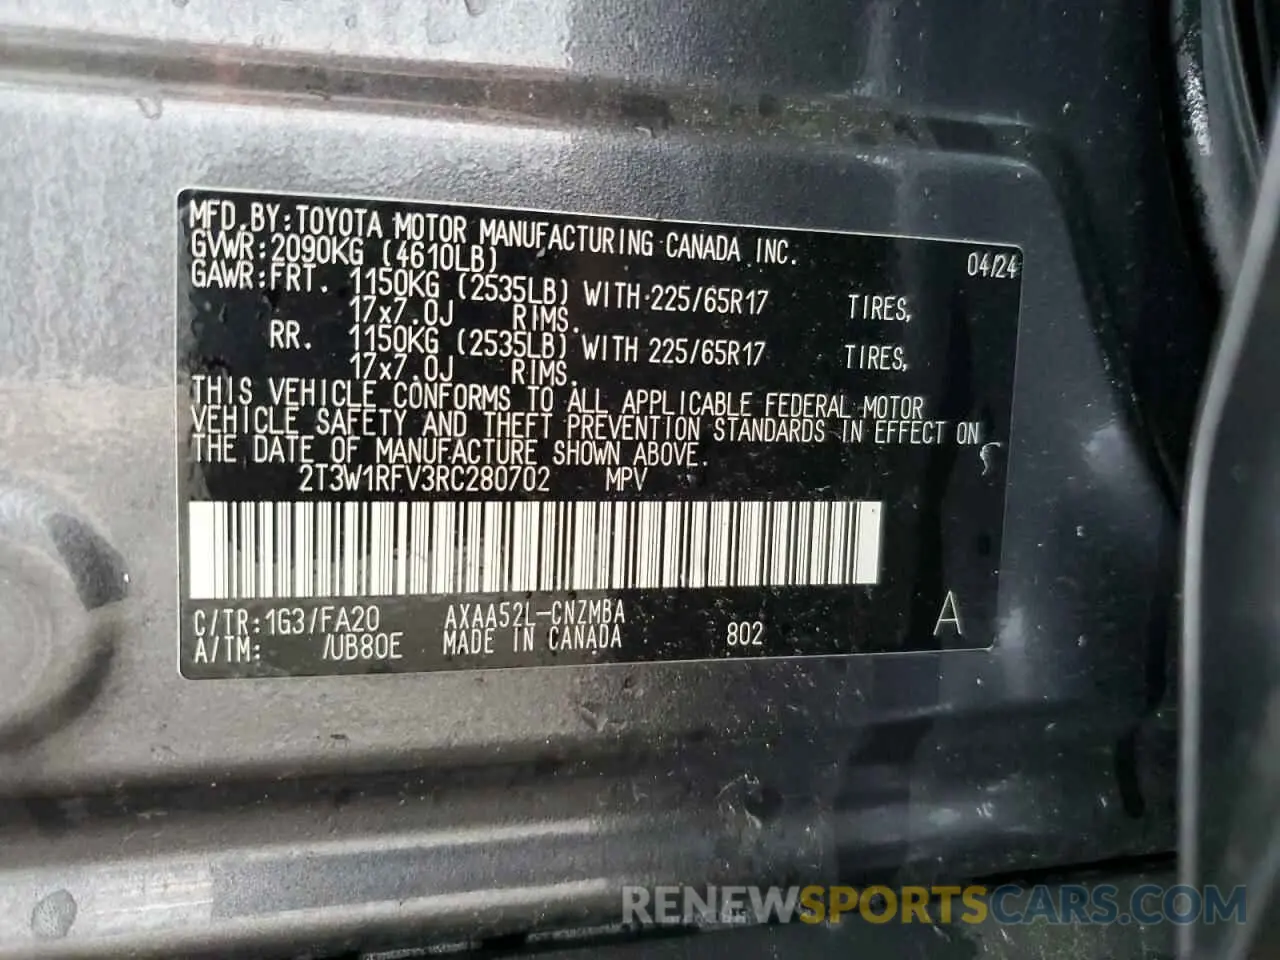 MFD.BY:TOYOTA MOTOR MANUFACTURING CANADA INC.
GVWR:2090KG (4610LB) 04/24
GAWR:FRT. 1150KG (2535LB) WITH 225/65R17 TIRES,
17x7.0J RIMS.
RR. 1150KG (2535LB) WITH 225/65R17 TIRES,
17x7.0J RIMS.
THIS VEHICLE CONFORMS TO ALL APPLICABLE FEDERAL MOTOR
VEHICLE SAFETY AND THEFT PREVENTION STANDARDS IN EFFECT ON
THE DATE OF MANUFACTURE SHOWN ABOVE.
2T3W1RFV3RC280702 MPV
C/TR:1G3/FA20 AXAA52L-CNZMBA
A/TM: /UB80E MADE IN CANADA 802 A
RENEWSPORTSCARS.COM